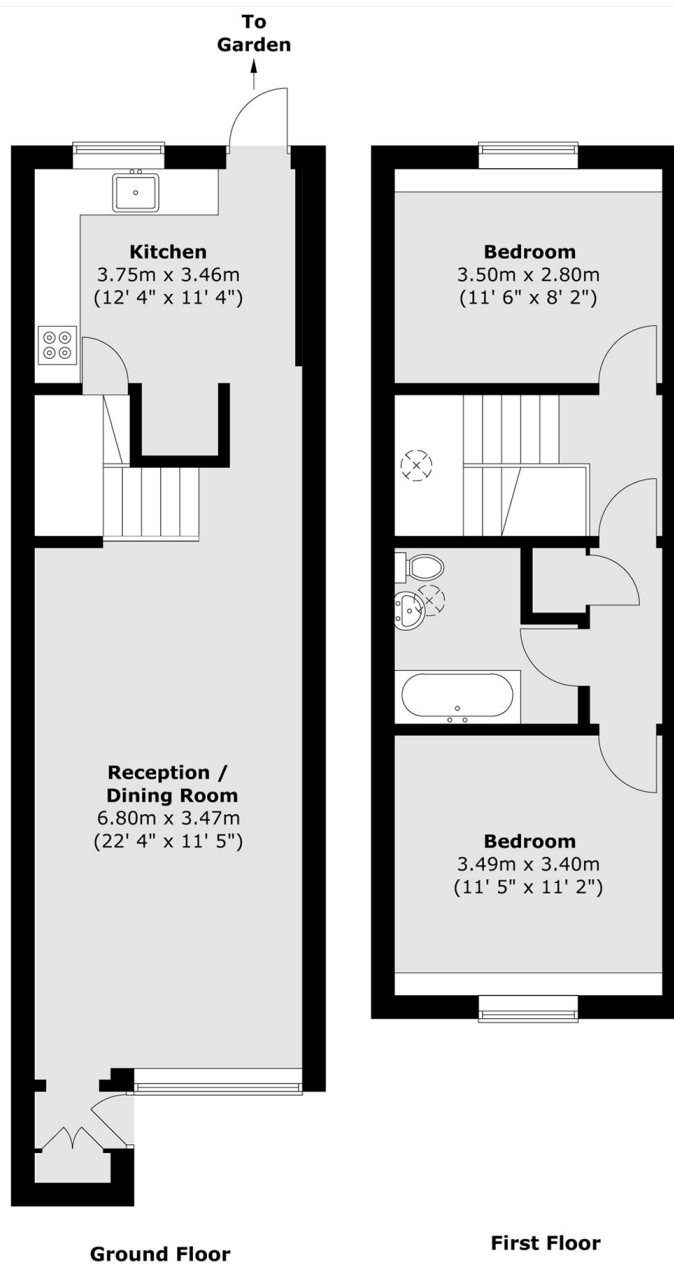 To
Garden
Kitchen
3.75m x 3.46m
(12' 4" x 11' 4")
Reception /
Dining Room
6.80m x 3.47m
(22' 4" x 11' 5")
Ground Floor
Bedroom
3.50m x 2.80m
(11' 6" x 8' 2")
Bedroom
3.49m x 3.40m
(11' 5" x 11' 2")
First Floor